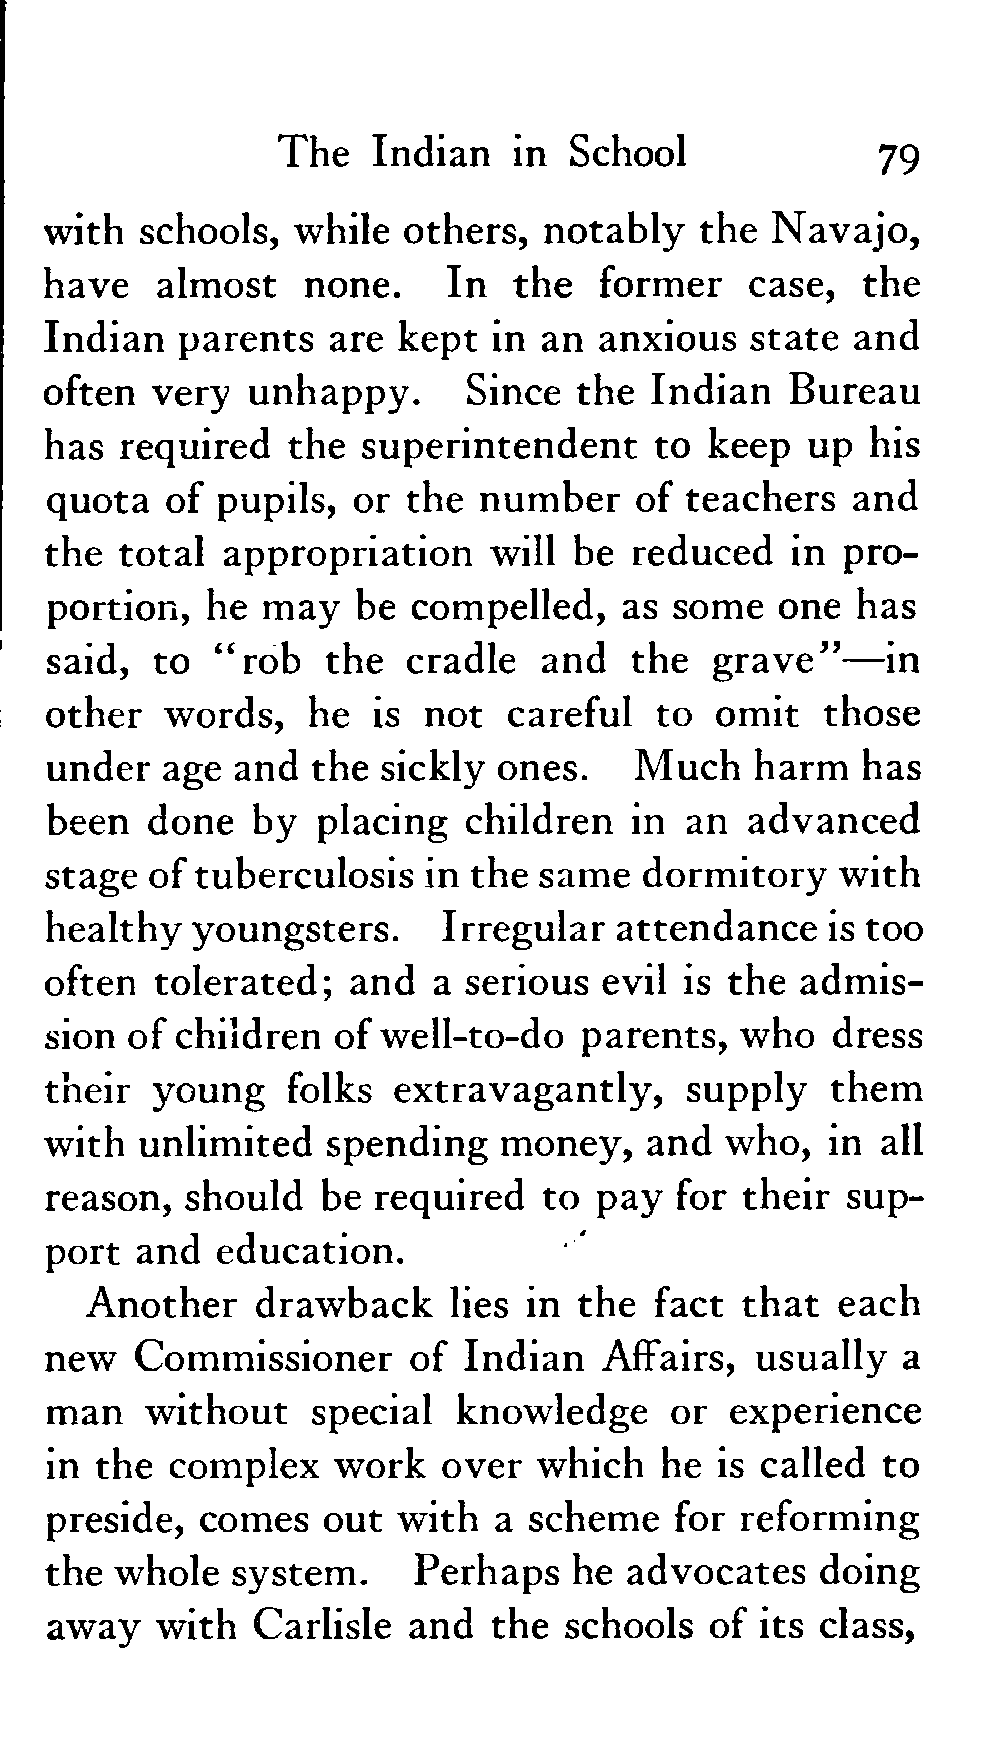 The Indian in School 79
with schools, while others, notably the Navajo,
have almost none. In the former case, the
Indian parents are kept in an anxious state and
often very unhappy. Since the Indian Bureau
has required the superintendent to keep up his
quota of pupils, or the number of teachers and
the total appropriation will be reduced in pro-
portion, he may be compelled, as some one has
said, to “rob the cradle and the grave”—in
other words, he is not careful to omit those
under age and the sickly ones. Much harm has
been done by placing children in an advanced
stage of tuberculosis in the same dormitory with
healthy youngsters. Irregular attendance is too
often tolerated; and a serious evil is the admis-
sion of children of well-to-do parents, who dress
their young folks extravagantly, supply them
with unlimited spending money, and who, in all
reason, should be required to pay for their sup-
port and education.
Another drawback lies in the fact that each
new Commissioner of Indian Affairs, usually a
man without special knowledge or experience
in the complex work over which he is called to
preside, comes out with a scheme for reforming
the whole system. Perhaps he advocates doing
away with Carlisle and the schools of its class,